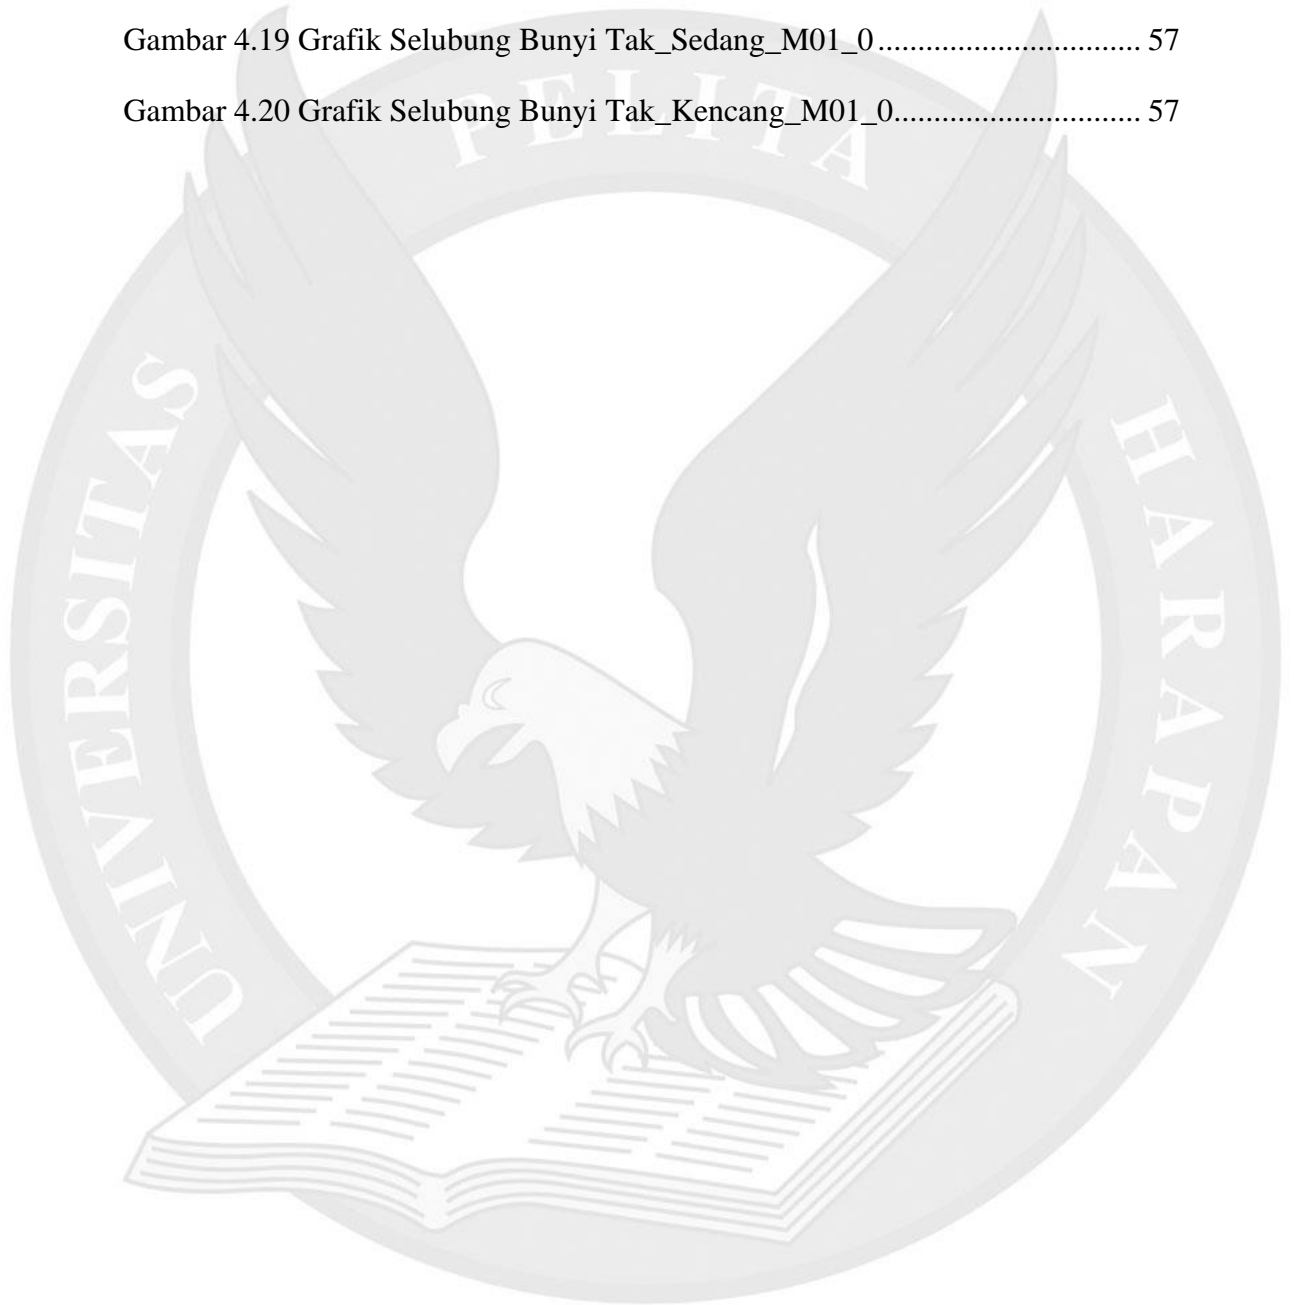 Gambar 4.19 Grafik Selubung Bunyi Tak_Sedang_M01_0................................. 57
Gambar 4.20 Grafik Selubung Bunyi Tak_Kencang_M01_0............................... 57
UNIVERSITAS PELITA HARAPAN